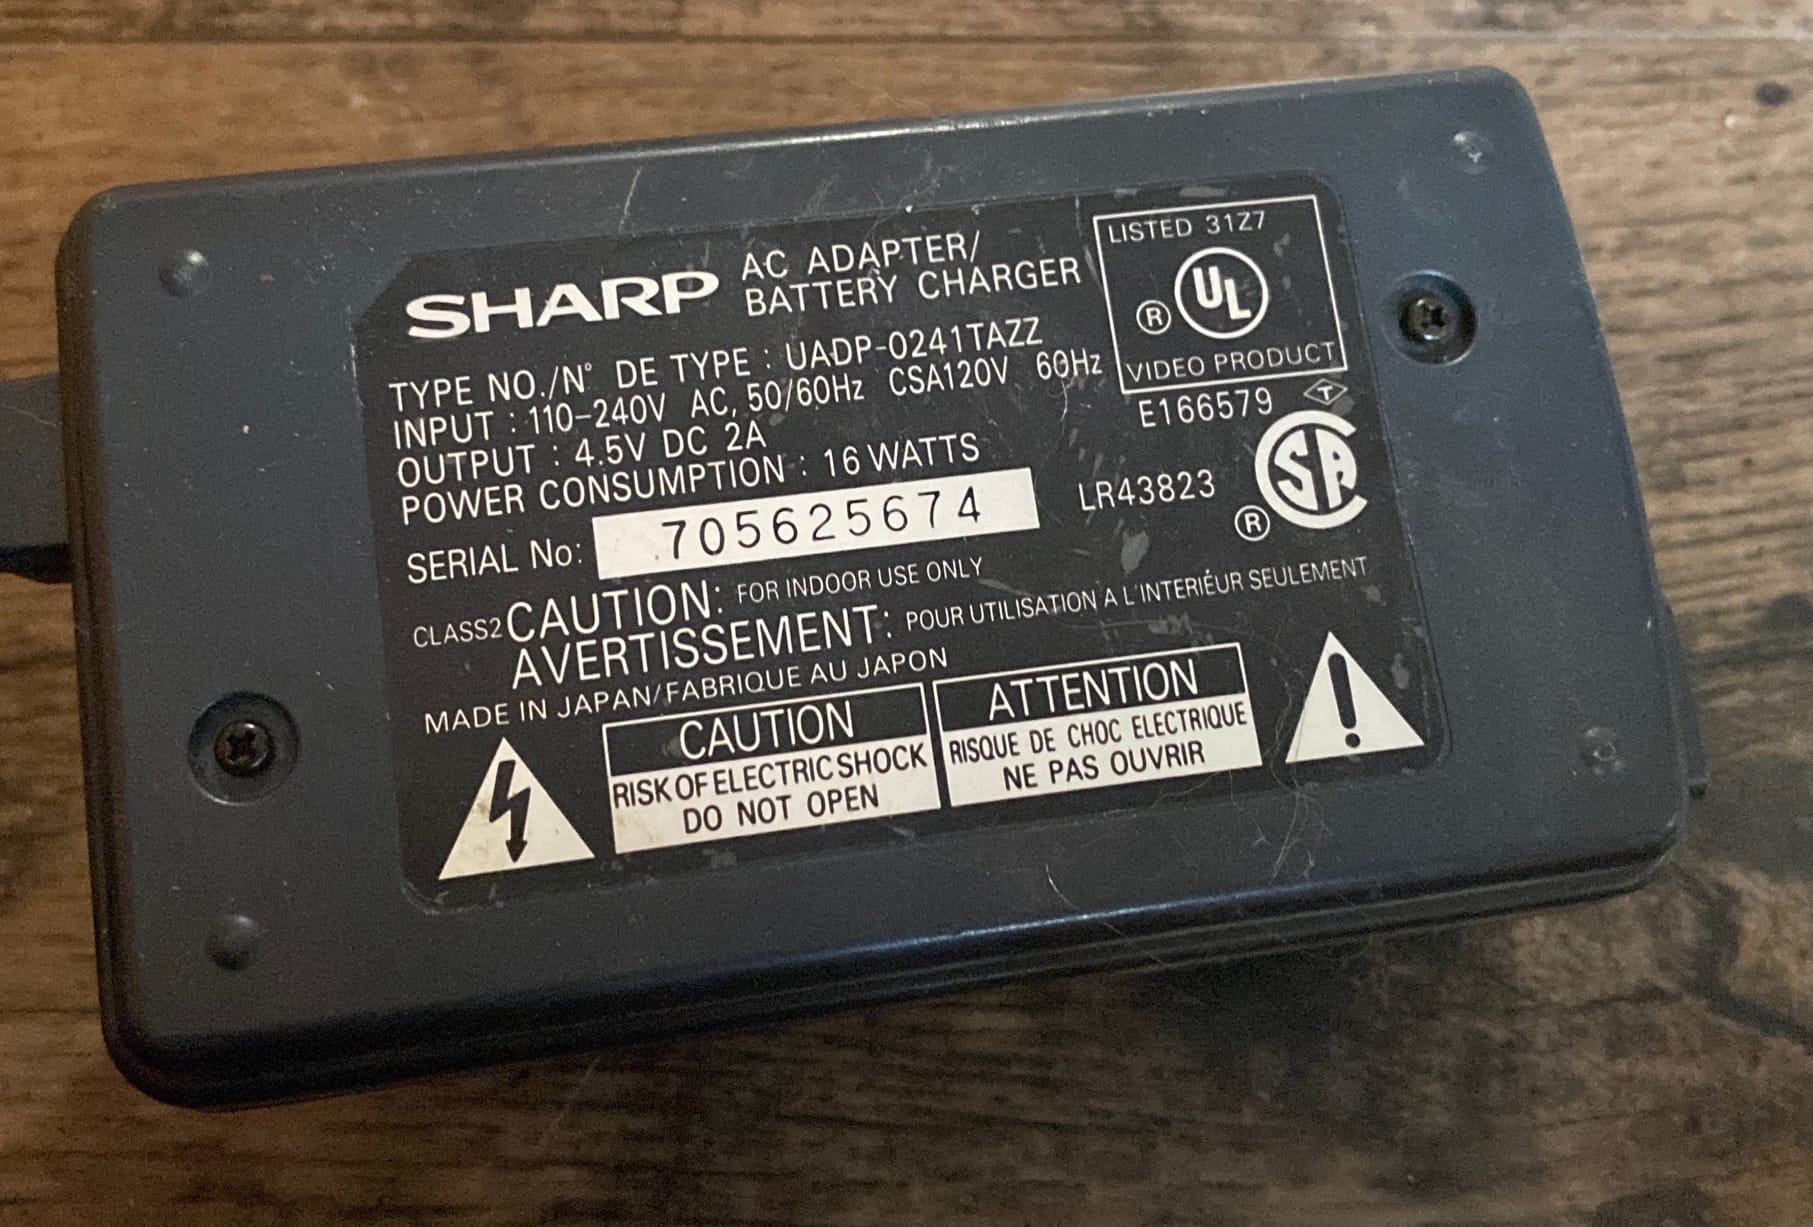 SHARP AC ADAPTER/
BATTERY CHARGER
TYPE NO./N° DE TYPE : UADP-0241TAZZ
INPUT : 110-240V AC, 50/60Hz CSA120V 60Hz
OUTPUT : 4.5V DC 2A
POWER CONSUMPTION : 16 WATTS
SERIAL No: 705625674
LISTED 31Z7
UL ®
VIDEO PRODUCT
E166579 T
LR43823 SA ®
CLASS2 CAUTION: FOR INDOOR USE ONLY
AVERTISSEMENT: POUR UTILISATION A L'INTERIÉUR SEULEMENT
MADE IN JAPAN/FABRIQUE AU JAPON
CAUTION
RISK OF ELECTRIC SHOCK
DO NOT OPEN
ATTENTION
RISQUE DE CHOC ELECTRIQUE
NE PAS OUVRIR